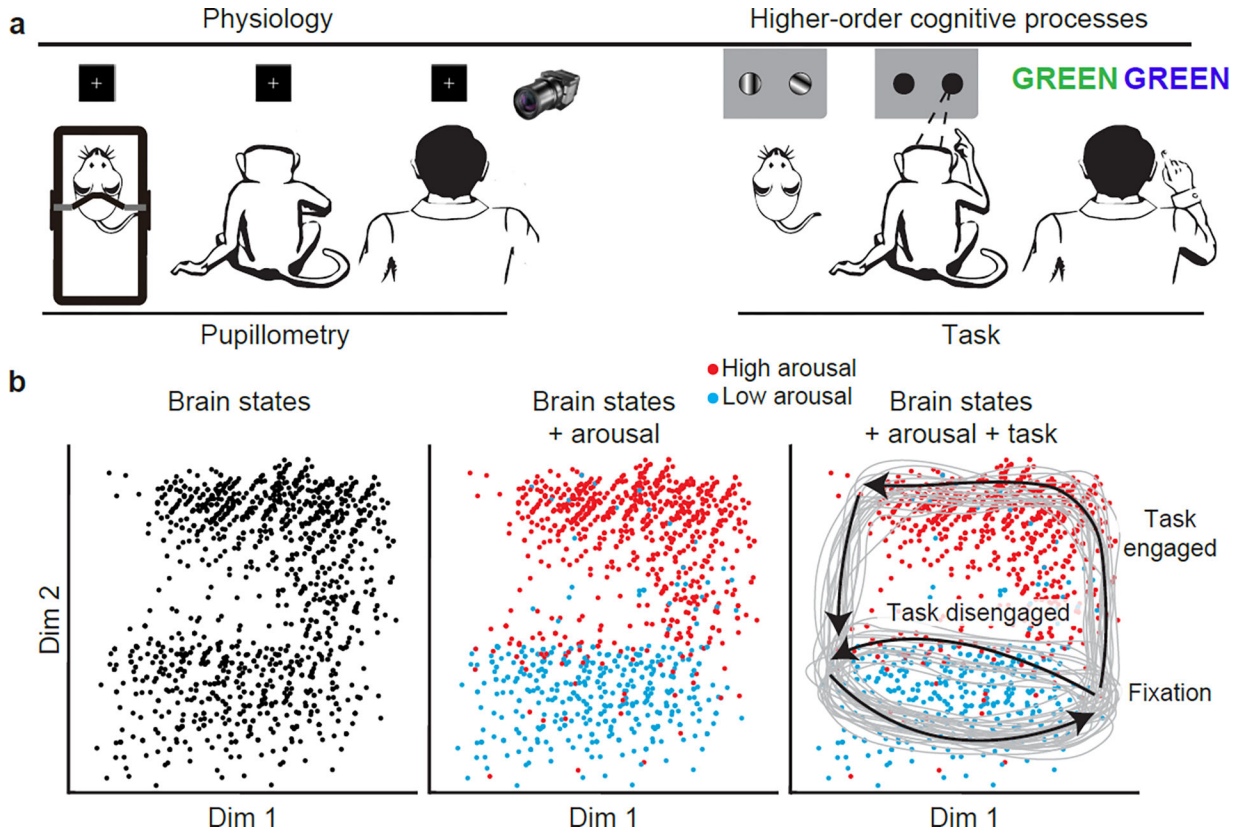 a
Physiology
Higher-order cognitive processes
GREEN GREEN
Pupillometry
Task
b
High arousal
Low arousal
Brain states
Brain states
+ arousal
Brain states
+ arousal + task
Dim 2
Task
engaged
Task disengaged
Fixation
Dim 1
Dim 1
Dim 1